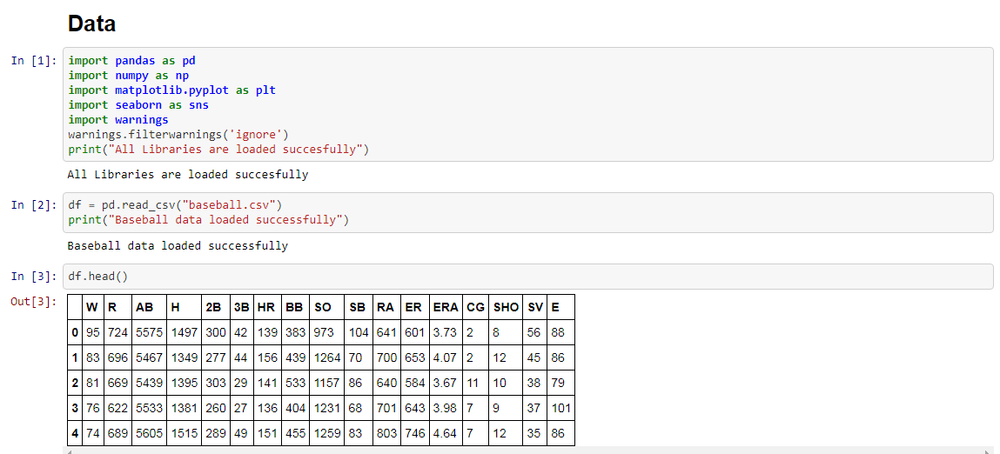 Data
In [1]: import pandas as pd
import numpy as np
import matplotlib.pyplot as plt
import seaborn as sns
import warnings
warnings.filterwarnings('ignore')
print("All Libraries are loaded succesfully")
All Libraries are loaded succesfully
In [2]: df = pd.read_csv("baseball.csv")
print("Baseball data loaded successfully")
Baseball data loaded successfully
In [3]: df.head()
Out[3]:
W R AB H 2B 3B HR BB SO SB RA ER ERA CG SHO SV E
0 95 724 5575 1497 300 42 139 383 973 104 641 601 3.73 2 8 56 88
1 83 696 5467 1349 277 44 156 439 1264 70 700 653 4.07 2 12 45 86
2 81 669 5439 1395 303 29 141 533 1157 86 640 584 3.67 11 10 38 79
3 76 622 5533 1381 260 27 136 404 1231 68 701 643 3.98 7 9 37 101
4 74 689 5605 1515 289 49 151 455 1259 83 803 746 4.64 7 12 35 86